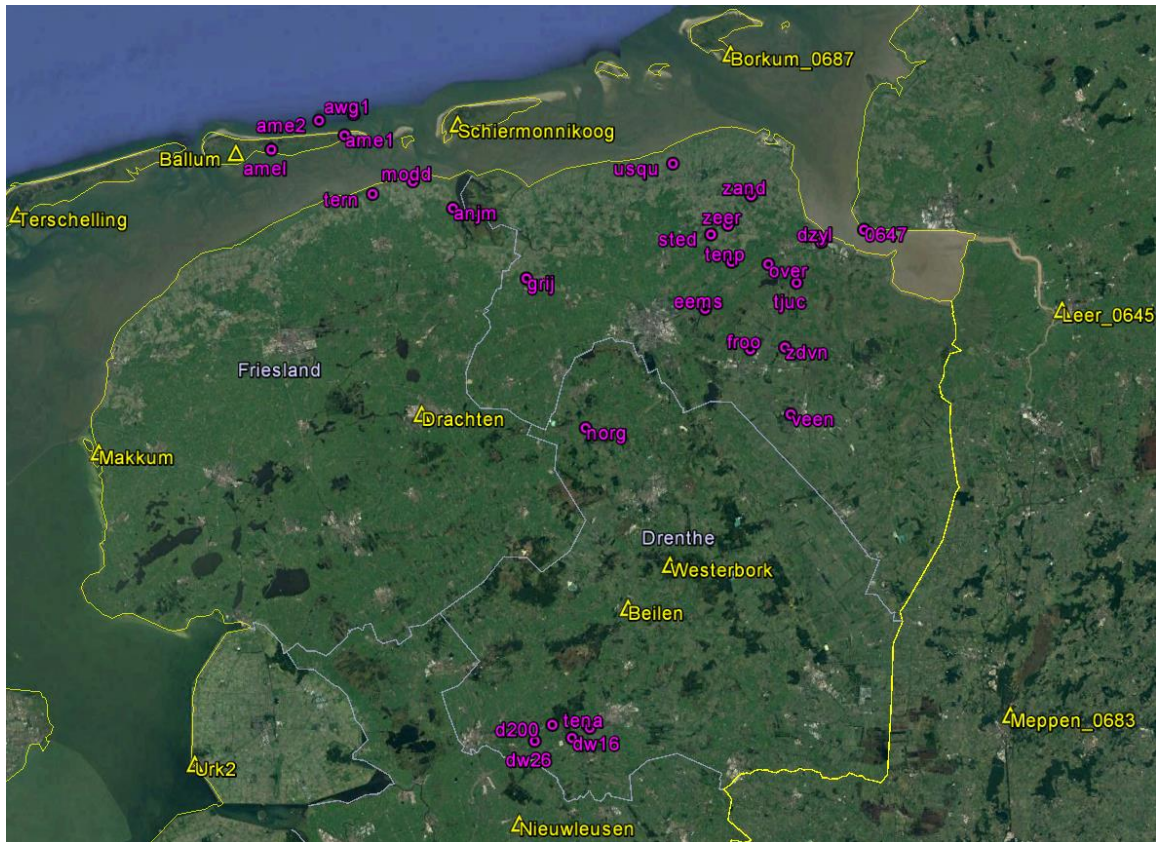 Borkum_0687
awg1
ame2
Schiermonnikoog
ame1
Ballum
amel
usqu
modd
zand
tern
anjm
Terschelling
zeer
dzyl
0647
sted
tenp
over
grij
tjuc
eems
Leer_0645
froo
zdvn
Friesland
Drachten
veen
norg
Makkum
Drenthe
Westerbork
Beilen
tena
Meppen_0683
d200
dw16
dw26
Urk2
Nieuwleusen